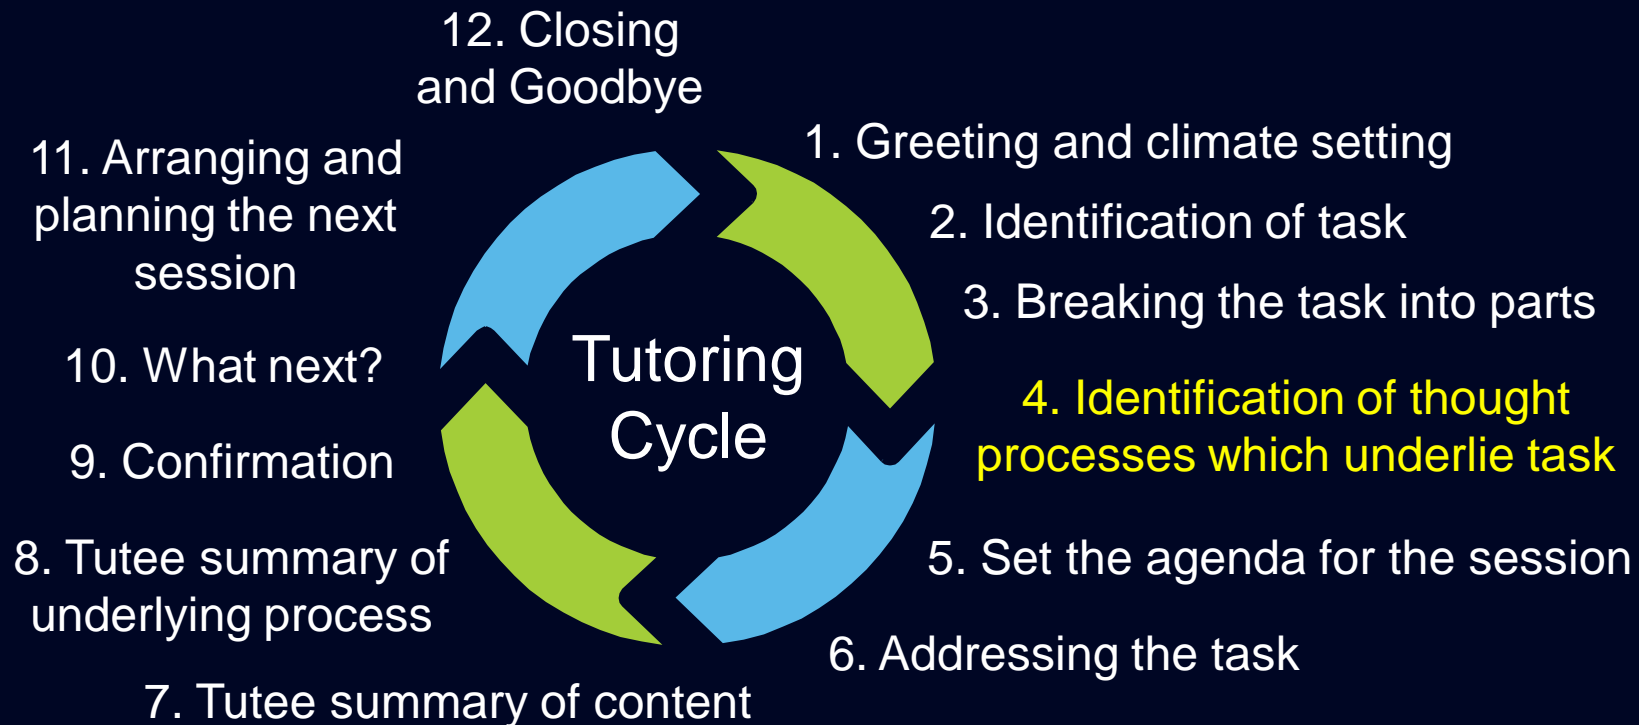 12. Closing
and Goodbye
1. Greeting and climate setting
2. Identification of task
3. Breaking the task into parts
4. Identification of thought
processes which underlie task
5. Set the agenda for the session
6. Addressing the task
7. Tutee summary of content
8. Tutee summary of
underlying process
9. Confirmation
10. What next?
11. Arranging and
planning the next
session
Tutoring
Cycle